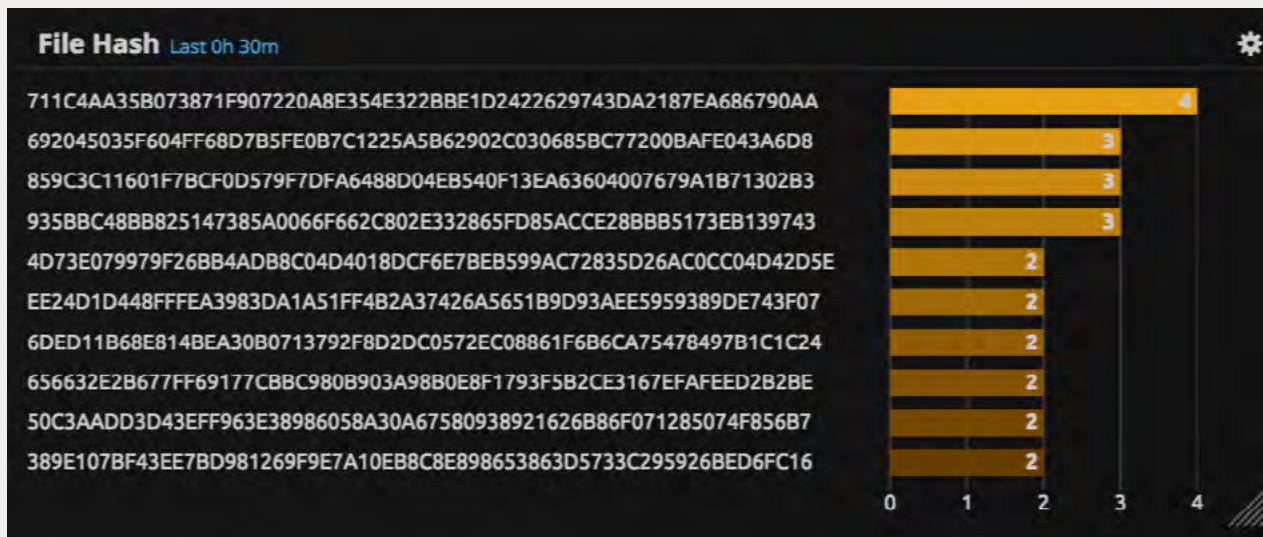 File Hash Last 0h 30m
711C4AA35B073871F907220A8E354E322BBE1D2422629743DA2187EA686790AA 4
692045035F604FF68D7B5FE0B7C1225A5B62902C030685BC77200BAFE043A6D8 3
859C3C11601F7BCF0D579F7DFA6488D04EB540F13EA63604007679A1B71302B3 3
935BBC48BB825147385A0066F662C802E332865FD85ACCE28BBB5173EB139743 3
4D73E079979F26BB4ADB8C04D4018DCF6E7BEB599AC72835D26AC0CC04D42D5E 2
EE24D1D448FFFEA3983DA1A51FF4B2A37426A5651B9D93AEE5959389DE743F07 2
6DED11B68E814BEA30B0713792F8D2DC0572EC08861F6B6CA75478497B1C1C24 2
656632E2B677FF69177CBBC980B903A98B0E8F1793F5B2CE3167EFAFEED2B2BE 2
50C3AADD3D43EFF963E38986058A30A67580938921626B86F071285074F856B7 2
389E107BF43EE7BD981269F9E7A10EB8C8E898653863D5733C295926BED6FC16 2
0 1 2 3 4